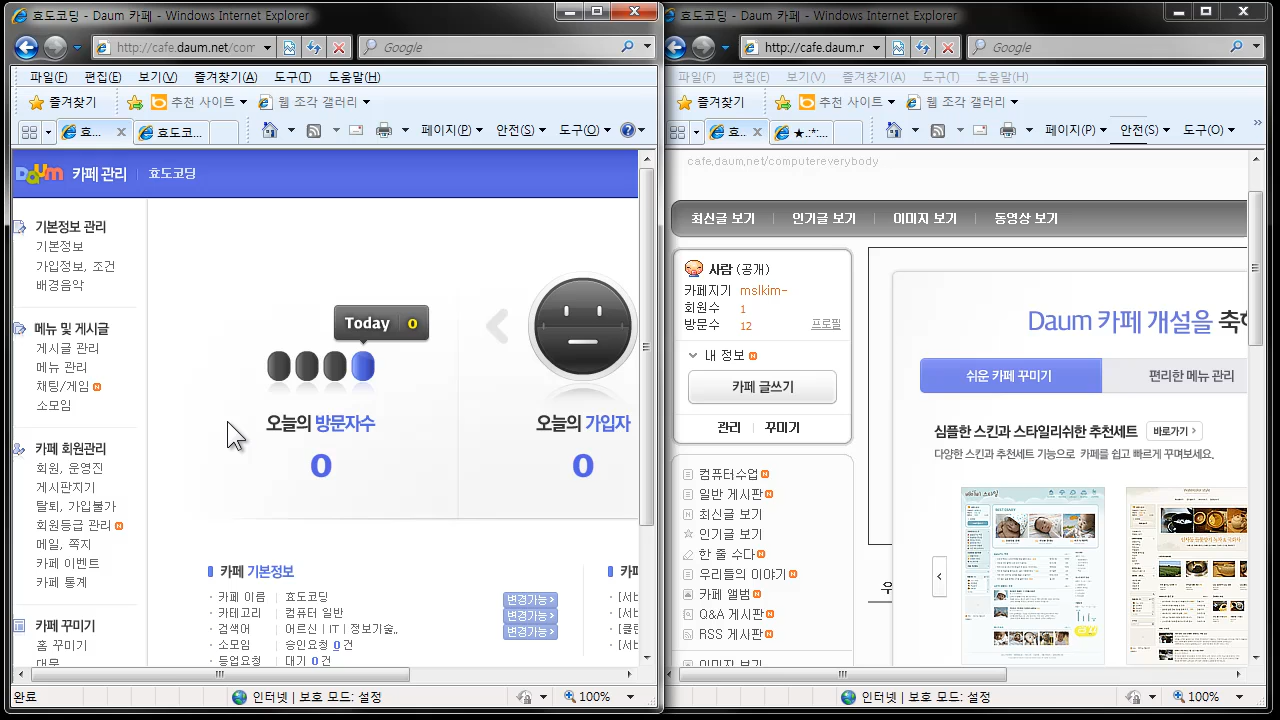 효도코딩 - Daum 카페 - Windows Internet Explorer
http://cafe.daum.net/com
Google
파일(F) 편집(E) 보기(V) 즐겨찾기(A) 도구(T) 도움말(H)
즐겨찾기 추천 사이트 웹 조각 갤러리
효... 효도코... 페이지(P) 안전(S) 도구(O)
Daum 카페 관리 효도코딩
기본정보 관리
기본정보
가입정보, 조건
배경음악
메뉴 및 게시글
게시글 관리
메뉴 관리
채팅/게임 N
소모임
카페 회원관리
회원, 운영진
게시판지기
탈퇴, 가입불가
회원등급 관리 N
메일, 쪽지
카페 이벤트
카페 통계
카페 꾸미기
홈 꾸미기
대문
Today 0
오늘의 방문자수
0
오늘의 가입자
0
카페 기본정보
카페 이름 효도코딩 변경가능>
카테고리 컴퓨터일반 변경가능>
검색어 어르신 | IT | 정보기술,, 변경가능>
소모임 승인요청 0 건
등업요청 대기 0 건
완료 인터넷 | 보호 모드: 설정 100%
효도코딩 - Daum 카페 - Windows Internet Explorer
http://cafe.daum.r
Google
파일(F) 편집(E) 보기(V) 즐겨찾기(A) 도구(T) 도움말(H)
즐겨찾기 추천 사이트 웹 조각 갤러리
효.. ★.:*:... 페이지(P) 안전(S) 도구(O)
cafe.daum.net/computereverybody
최신글 보기 인기글 보기 이미지 보기 동영상 보기
사람 (공개)
카페지기 mslkim~
회원수 1
방문수 12 프로필
내 정보 N
카페 글쓰기
관리 꾸미기
컴퓨터수업 N
일반 게시판 N
최신글 보기
인기글 보기
한 줄 수다 N
우리들의 이야기 N
카페 앨범 N
Q&A 게시판 N
RSS 게시판 N
이미지 보기
Daum 카페 개설을 축
쉬운 카페 꾸미기 편리한 메뉴 관리
심플한 스킨과 스타일리쉬한 추천세트 바로가기 >
다양한 스킨과 추천세트 기능으로 카페를 쉽고 빠르게 꾸며보세요.
인터넷 | 보호 모드: 설정 100%